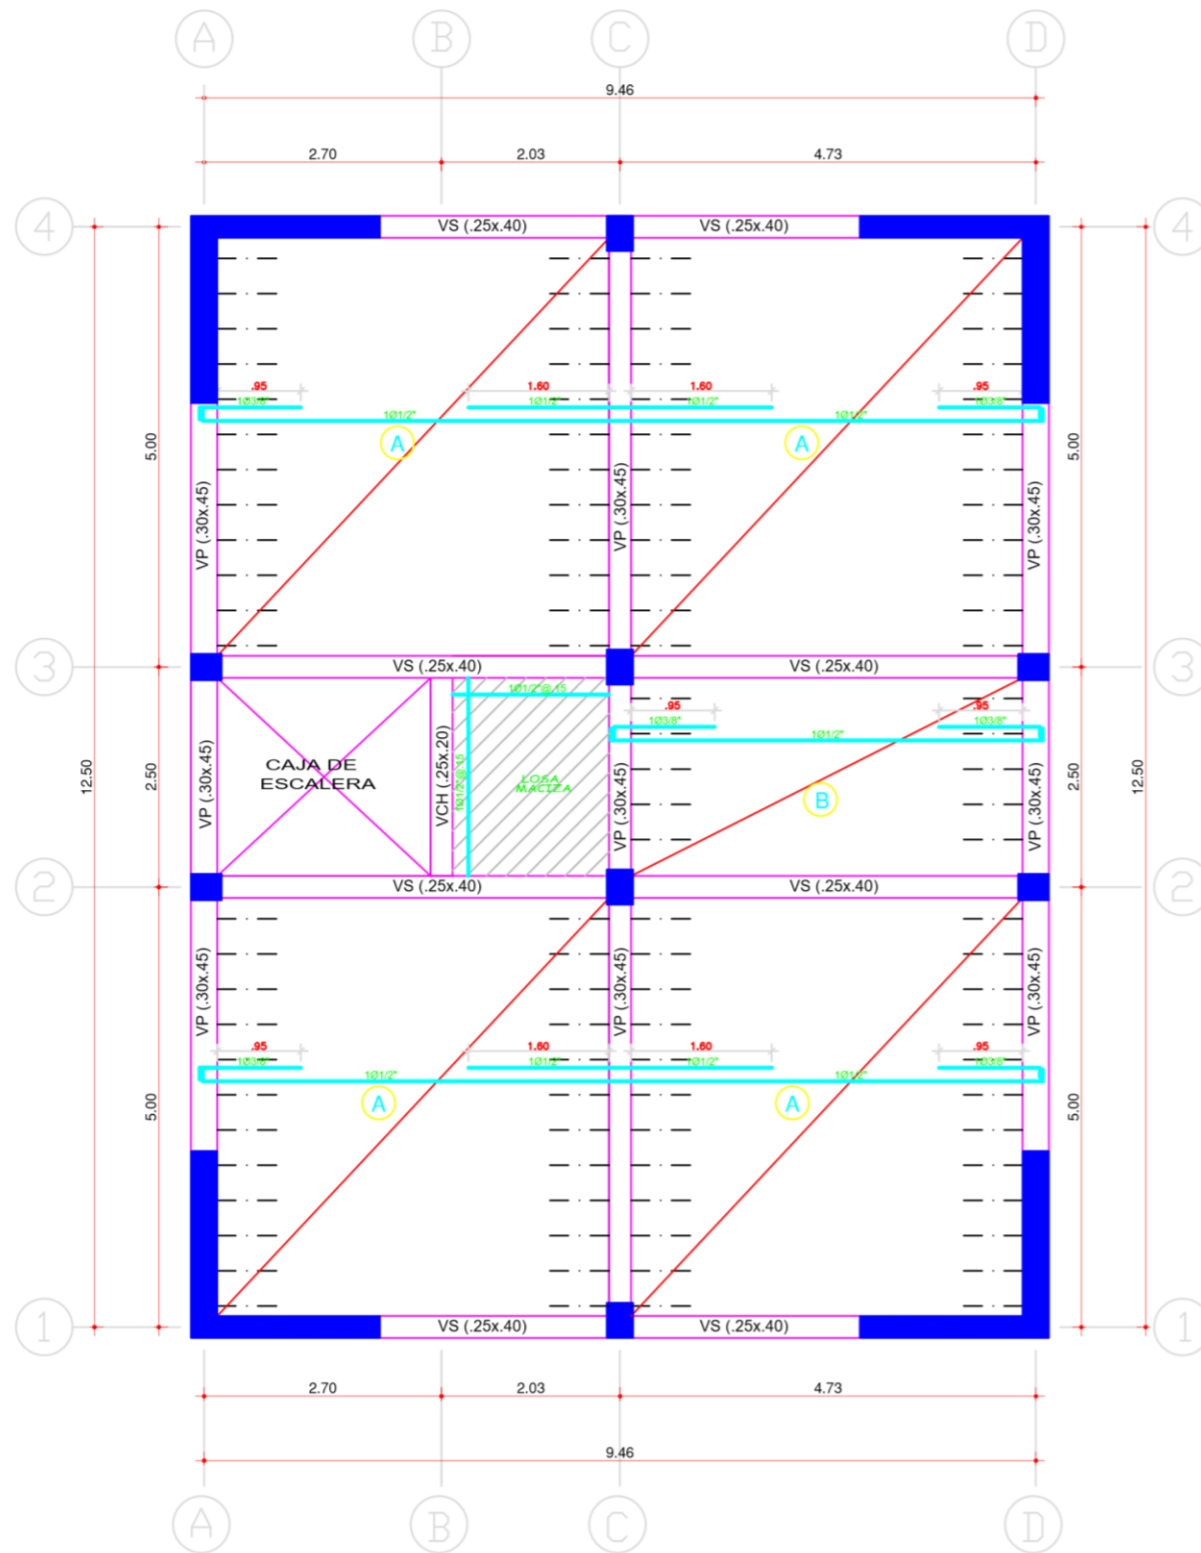 A
B
C
D
9.46
2.70
2.03
4.73
4
VS (.25x.40)
VS (.25x.40)
4
.95
1.60
1.60
.95
1Ø3/8"
1Ø1/2"
1Ø1/2"
1Ø3/8"
1Ø1/2"
1Ø1/2"
A
A
5.00
5.00
VP (.30x.45)
VP (.30x.45)
VP (.30x.45)
3
VS (.25x.40)
VS (.25x.40)
3
1Ø1/2"@.15
.95
.95
1Ø3/8"
1Ø3/8"
1Ø1/2"
CAJA DE
ESCALERA
LOSA
MACIZA
12.50
2.50
VP (.30x.45)
VCH (.25x.20)
1Ø1/2"@.15
VP (.30x.45)
B
VP (.30x.45)
2.50
12.50
2
VS (.25x.40)
VS (.25x.40)
2
VP (.30x.45)
VP (.30x.45)
VP (.30x.45)
.95
1.60
1.60
.95
1Ø3/8"
1Ø1/2"
1Ø1/2"
1Ø3/8"
1Ø1/2"
1Ø1/2"
A
A
5.00
5.00
1
VS (.25x.40)
VS (.25x.40)
1
2.70
2.03
4.73
9.46
A
B
C
D